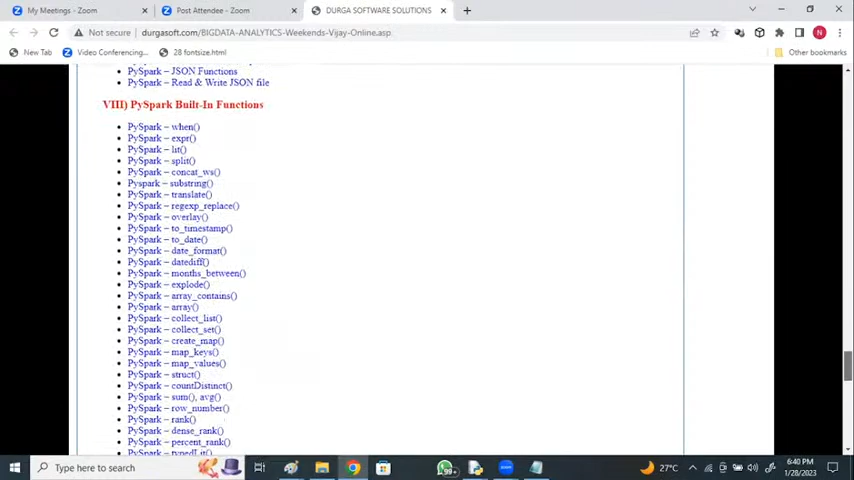 My Meetings - Zoom
Post Attendee - Zoom
DURGA SOFTWARE SOLUTIONS
Not secure
durgasoft.com/BIGDATA-ANALYTICS-Weekends-Vijay-Online.asp
N
New Tab
Video Conferencing...
28 fontsize.html
Other bookmarks
PySpark – JSON Functions
PySpark – Read & Write JSON file
VIII) PySpark Built-In Functions
PySpark – when()
PySpark – expr()
PySpark – lit()
PySpark – split()
PySpark – concat_ws()
Pyspark – substring()
PySpark – translate()
PySpark – regexp_replace()
PySpark – overlay()
PySpark – to_timestamp()
PySpark – to_date()
PySpark – date_format()
PySpark – datediff()
PySpark – months_between()
PySpark – explode()
PySpark – array_contains()
PySpark – array()
PySpark – collect_list()
PySpark – collect_set()
PySpark – create_map()
PySpark – map_keys()
PySpark – map_values()
PySpark – struct()
PySpark – countDistinct()
PySpark – sum(), avg()
PySpark – row_number()
PySpark – rank()
PySpark – dense_rank()
PySpark – percent_rank()
PySpark – typedLit()
Type here to search
99+
27°C
6:40 PM
1/28/2023